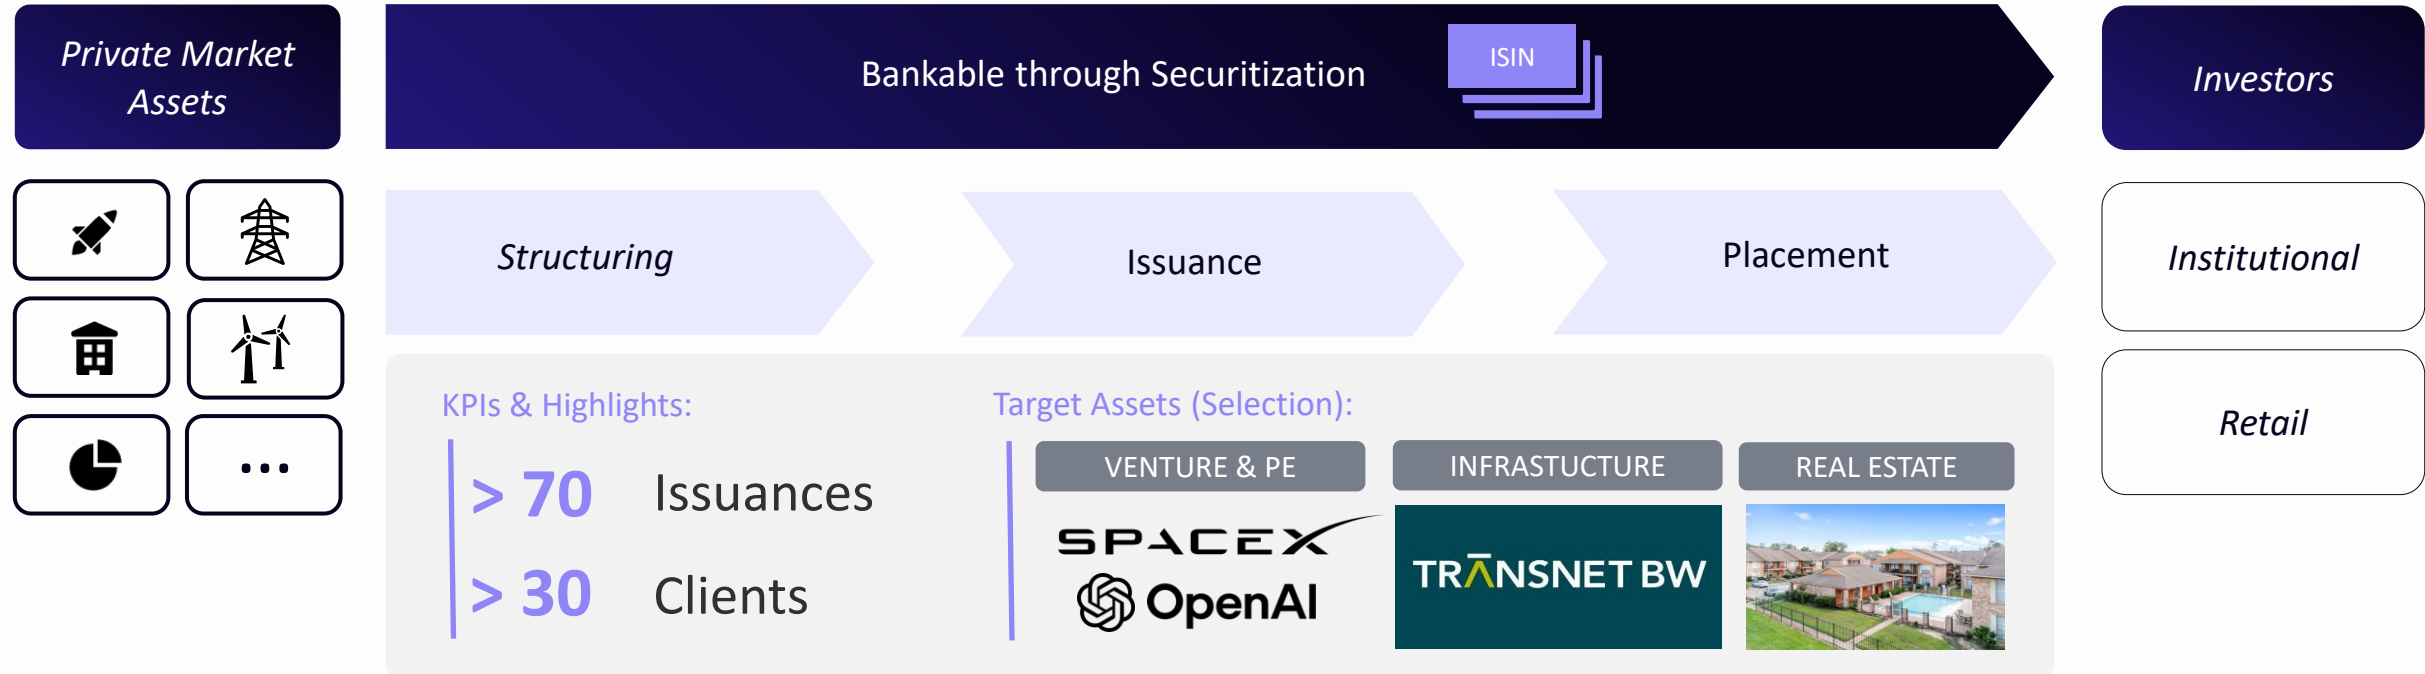 Private Market
Assets
Bankable through Securitization
ISIN
Investors
Structuring
Issuance
Placement
Institutional
Retail
KPIs & Highlights:
> 70 Issuances
> 30 Clients
Target Assets (Selection):
VENTURE & PE
INFRASTUCTURE
REAL ESTATE
SPACEX
OpenAI
TRANSNET BW